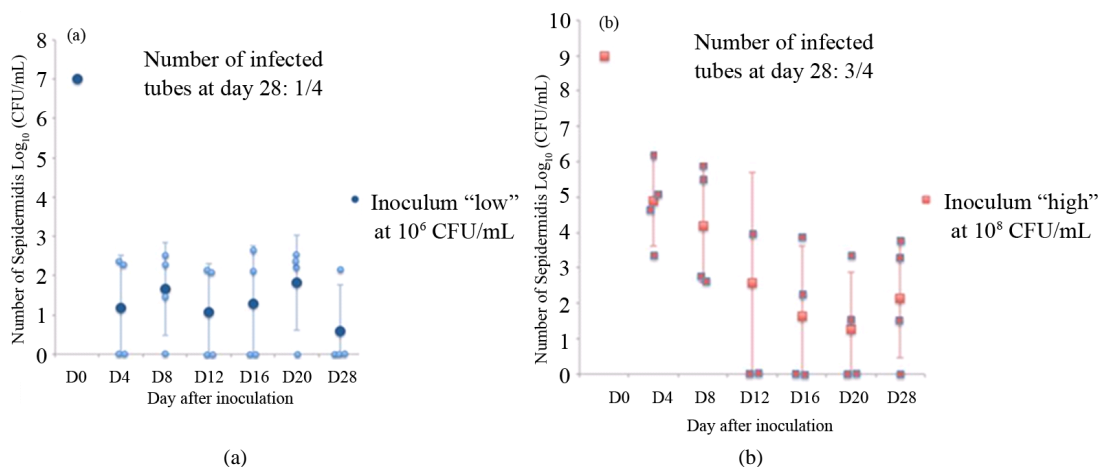 (a)
Number of infected
tubes at day 28: 1/4
8
7
6
5
4
3
2
1
0
Number of Sepidermidis Log₁₀ (CFU/mL)
D0 D4 D8 D12 D16 D20 D28
Day after inoculation
Inoculum “low”
at 10⁶ CFU/mL
(a)
(b)
Number of infected
tubes at day 28: 3/4
10
9
8
7
6
5
4
3
2
1
0
Number of Sepidermidis Log₁₀ (CFU/mL)
D0 D4 D8 D12 D16 D20 D28
Day after inoculation
Inoculum “high”
at 10⁸ CFU/mL
(b)